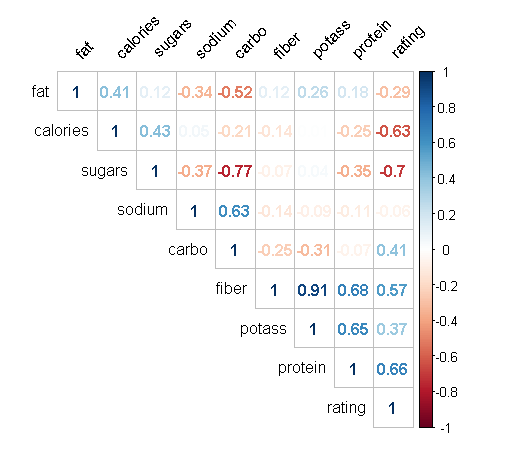 fat calories sugars sodium carbo fiber potass protein rating
fat 1 0.41 0.12 -0.34 -0.52 0.12 0.26 0.18 -0.29
calories 1 0.43 0.05 -0.21 -0.14 -0.25 -0.63
sugars 1 -0.37 -0.77 -0.07 0.04 -0.35 -0.7
sodium 1 0.63 -0.14 -0.09 -0.11 -0.06
carbo 1 -0.25 -0.31 -0.07 0.41
fiber 1 0.91 0.68 0.57
potass 1 0.65 0.37
protein 1 0.66
rating 1
1
0.8
0.6
0.4
0.2
0
-0.2
-0.4
-0.6
-0.8
-1